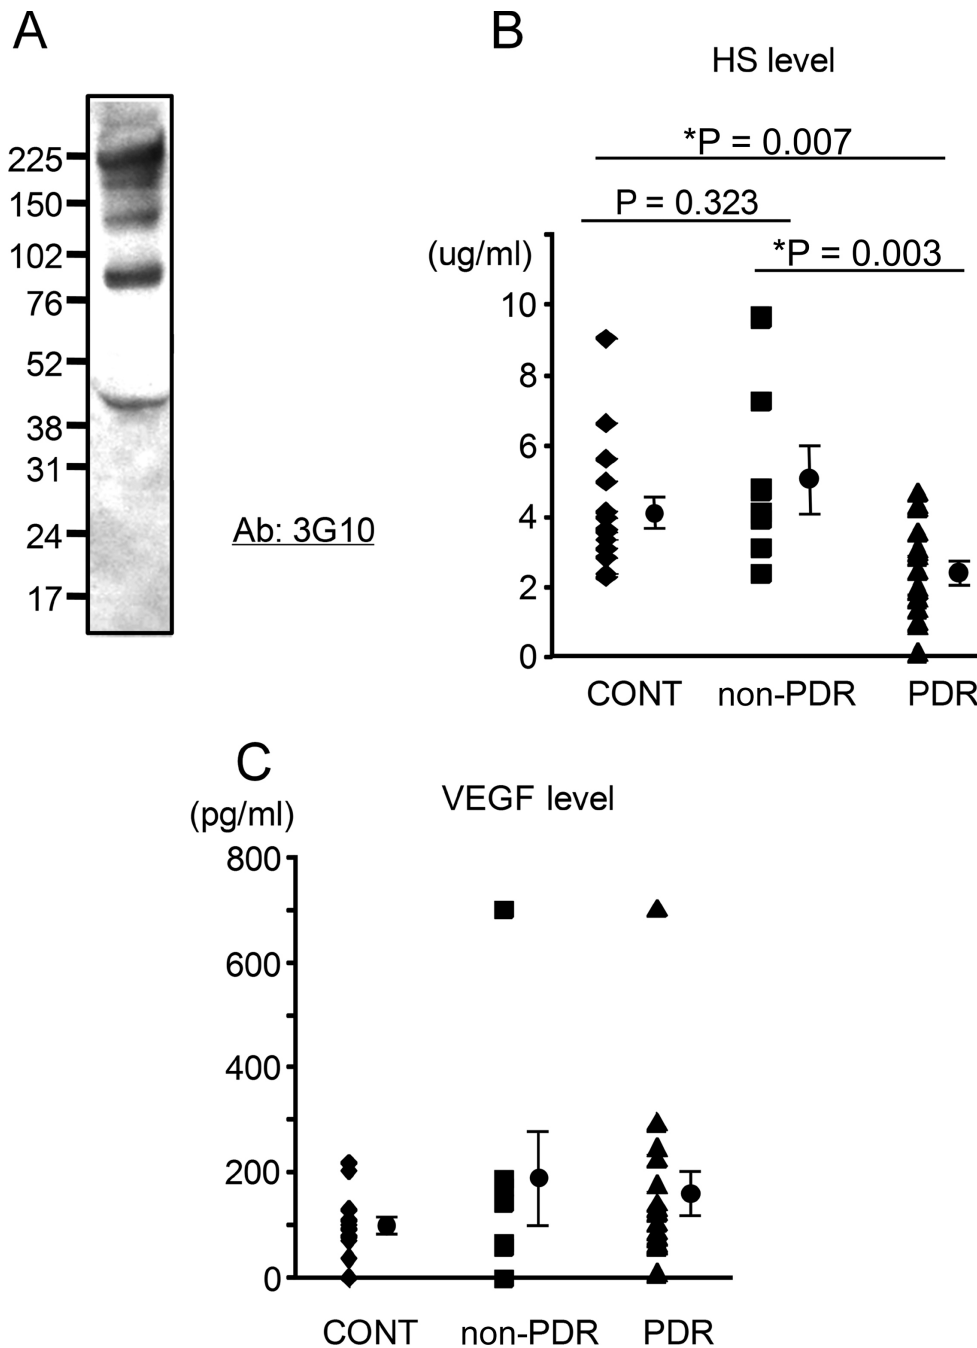 A
225
150
102
76
52
38
31
24
17
Ab: 3G10
B
HS level
*P = 0.007
P = 0.323
*P = 0.003
(ug/ml)
10
8
6
4
2
0
CONT non-PDR PDR
C
VEGF level
(pg/ml)
800
600
400
200
0
CONT non-PDR PDR